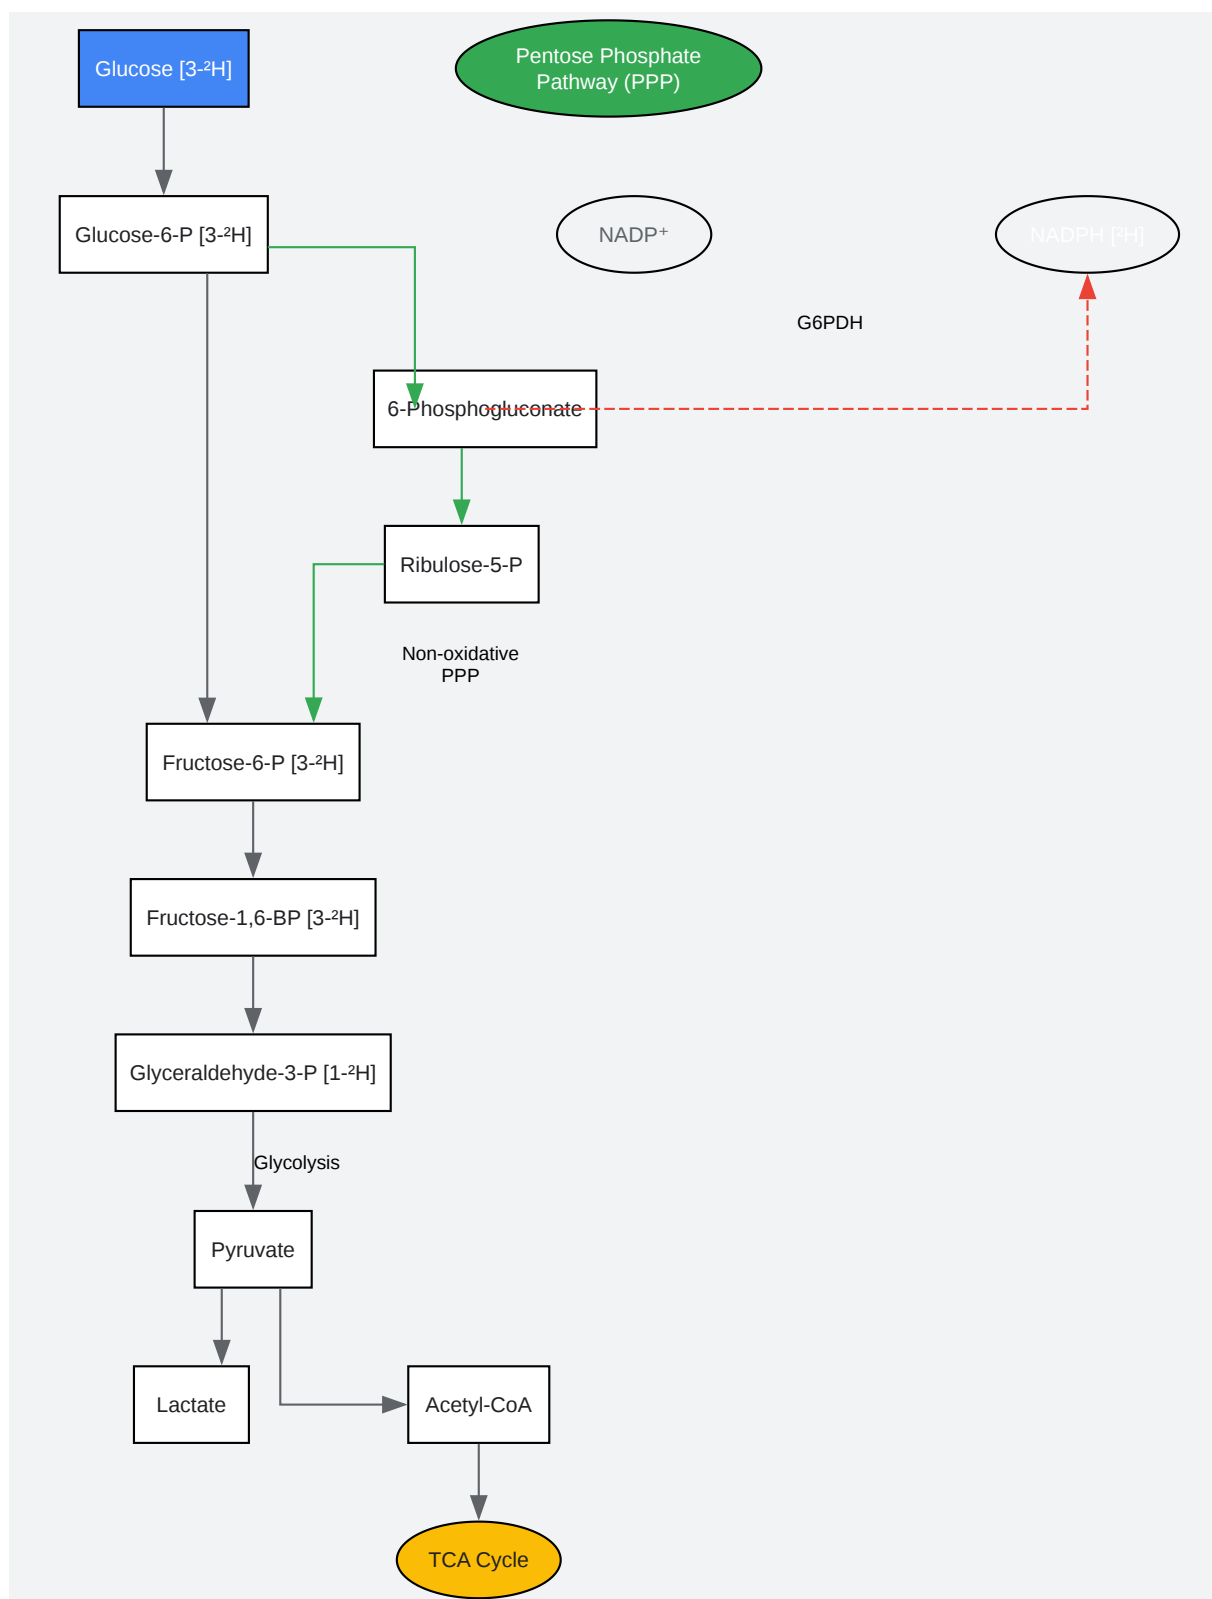 Glucose [3-²H]
Pentose Phosphate
Pathway (PPP)
Glucose-6-P [3-²H]
NADP⁺
NADPH [²H]
G6PDH
6-Phosphogluconate
Ribulose-5-P
Non-oxidative
PPP
Fructose-6-P [3-²H]
Fructose-1,6-BP [3-²H]
Glyceraldehyde-3-P [1-²H]
Glycolysis
Pyruvate
Lactate
Acetyl-CoA
TCA Cycle